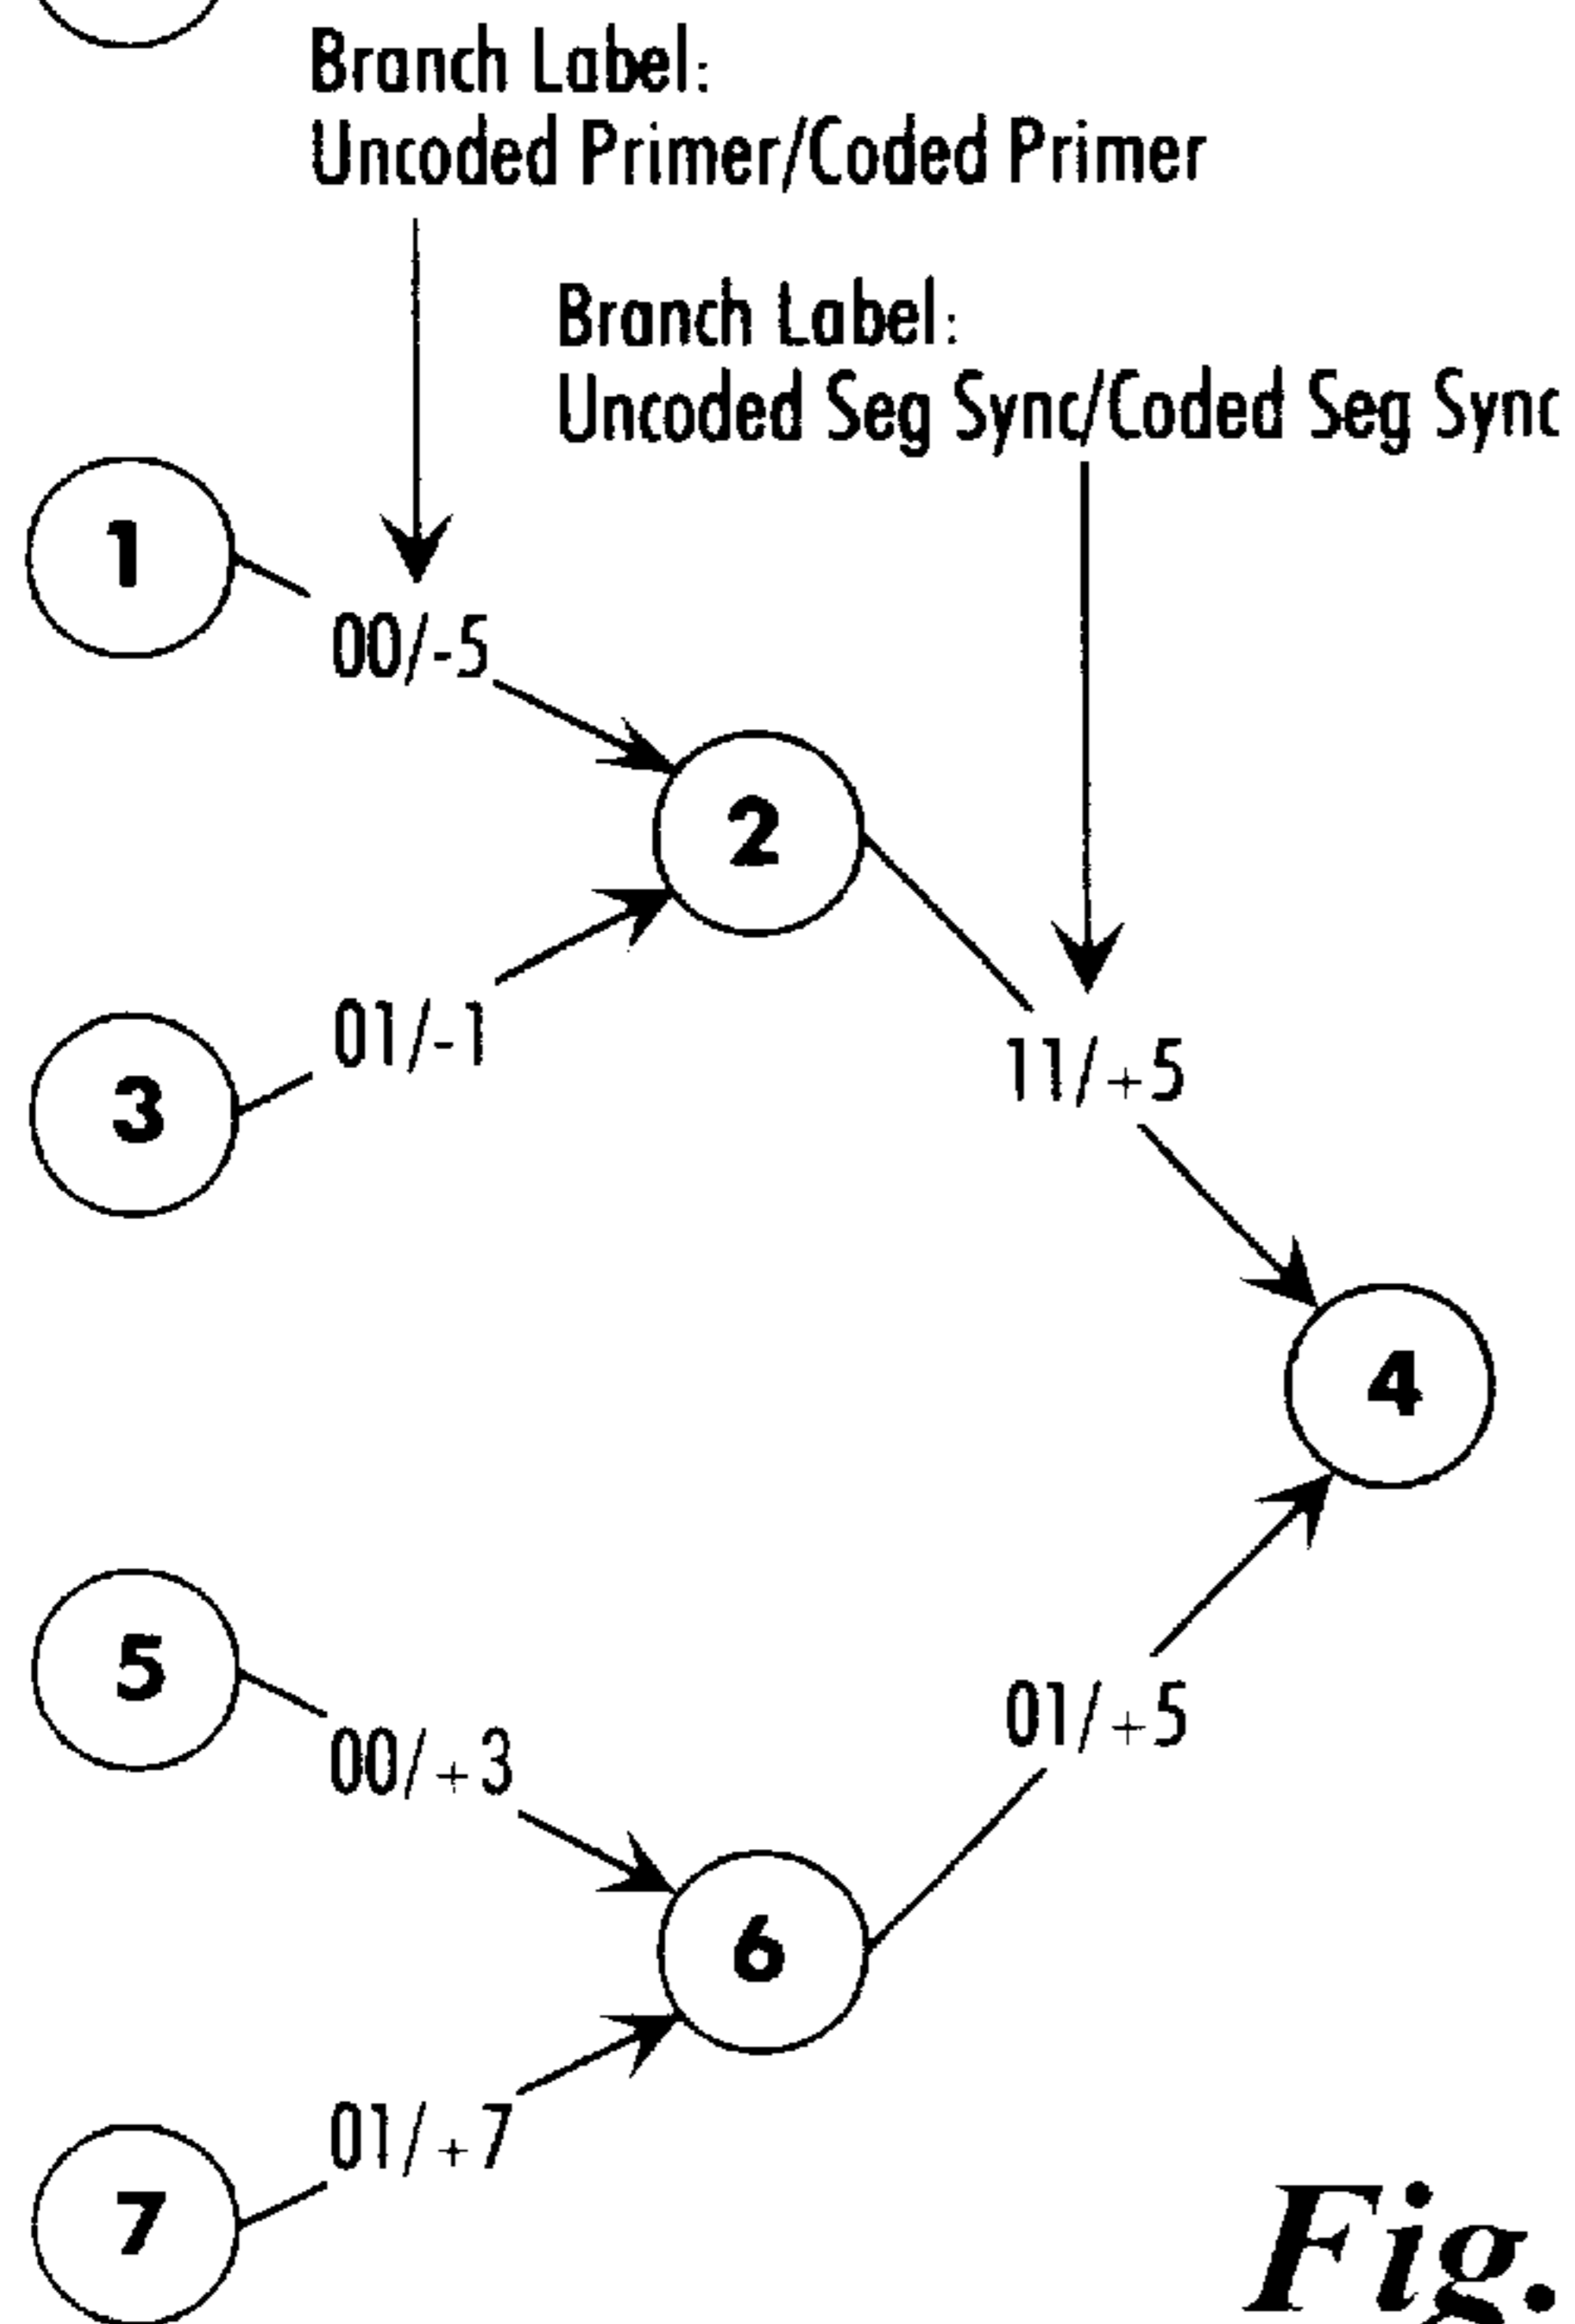 Branch Label:
Uncoded Primer/Coded Primer
Branch Label:
Uncoded Seg Sync/Coded Seg Sync
1
00/-5
2
3
01/-1
11/+5
4
5
00/+3
01/+5
6
01/+7
7
Fig.